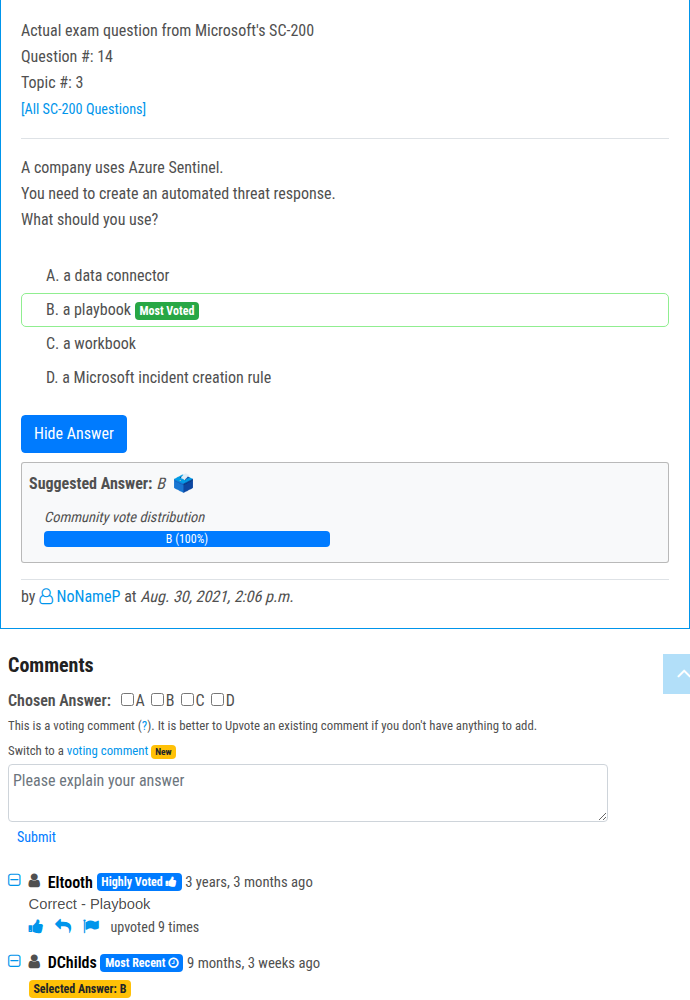 Actual exam question from Microsoft's SC-200
Question #: 14
Topic #: 3
[All SC-200 Questions]
A company uses Azure Sentinel.
You need to create an automated threat response.
What should you use?
A. a data connector
B. a playbook Most Voted
C. a workbook
D. a Microsoft incident creation rule
Hide Answer
Suggested Answer: B
Community vote distribution
B (100%)
by NoNameP at Aug. 30, 2021, 2:06 p.m.
Comments
Chosen Answer: A B C D
This is a voting comment (?). It is better to Upvote an existing comment if you don't have anything to add.
Switch to a voting comment New
Please explain your answer
Submit
Eltooth Highly Voted 3 years, 3 months ago
Correct - Playbook
upvoted 9 times
DChilds Most Recent 9 months, 3 weeks ago
Selected Answer: B